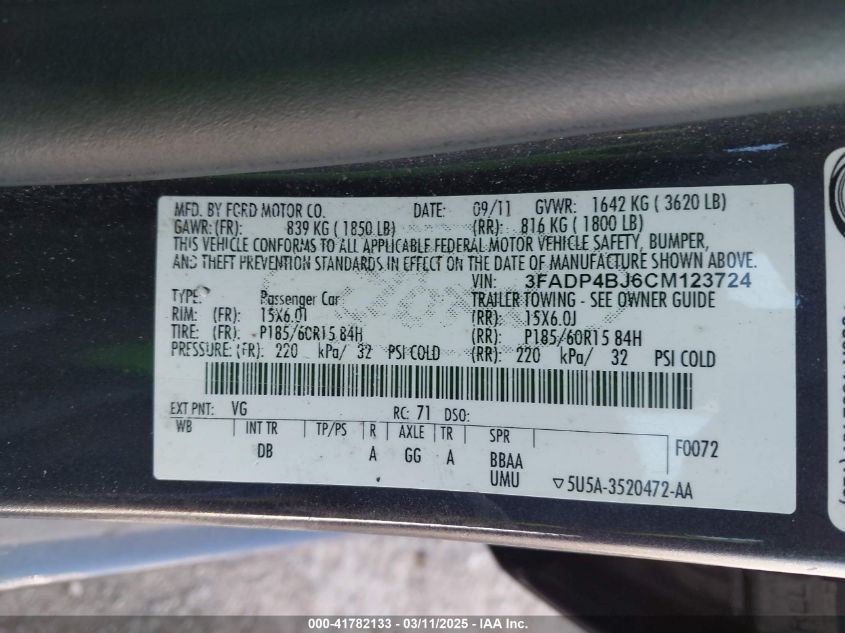 MFD. BY FORD MOTOR CO. DATE: 09/11 GVWR: 1642 KG ( 3620 LB)
GAWR:(FR): 839 KG ( 1850 LB) (RR): 816 KG ( 1800 LB)
THIS VEHICLE CONFORMS TO ALL APPLICABLE FEDERAL MOTOR VEHICLE SAFETY, BUMPER,
AND THEFT PREVENTION STANDARDS IN EFFECT ON THE DATE OF MANUFACTURE SHOWN ABOVE.
VIN: 3FADP4BJ6CM123724
TYPE: Passenger Car TRAILER TOWING - SEE OWNER GUIDE
RIM: (FR): 15X6.0J (RR): 15X6.0J
TIRE: (FR): P185/60R15 84H (RR): P185/60R15 84H
PRESSURE: (FR): 220 kPa/ 32 PSI COLD (RR): 220 kPa/ 32 PSI COLD
EXT PNT: VG RC: 71 DSO:
WB INT TR TP/PS R AXLE TR SPR F0072
DB A GG A BBAA
UMU ▽5U5A-3520472-AA
000-41782133 - 03/11/2025 - IAA Inc.